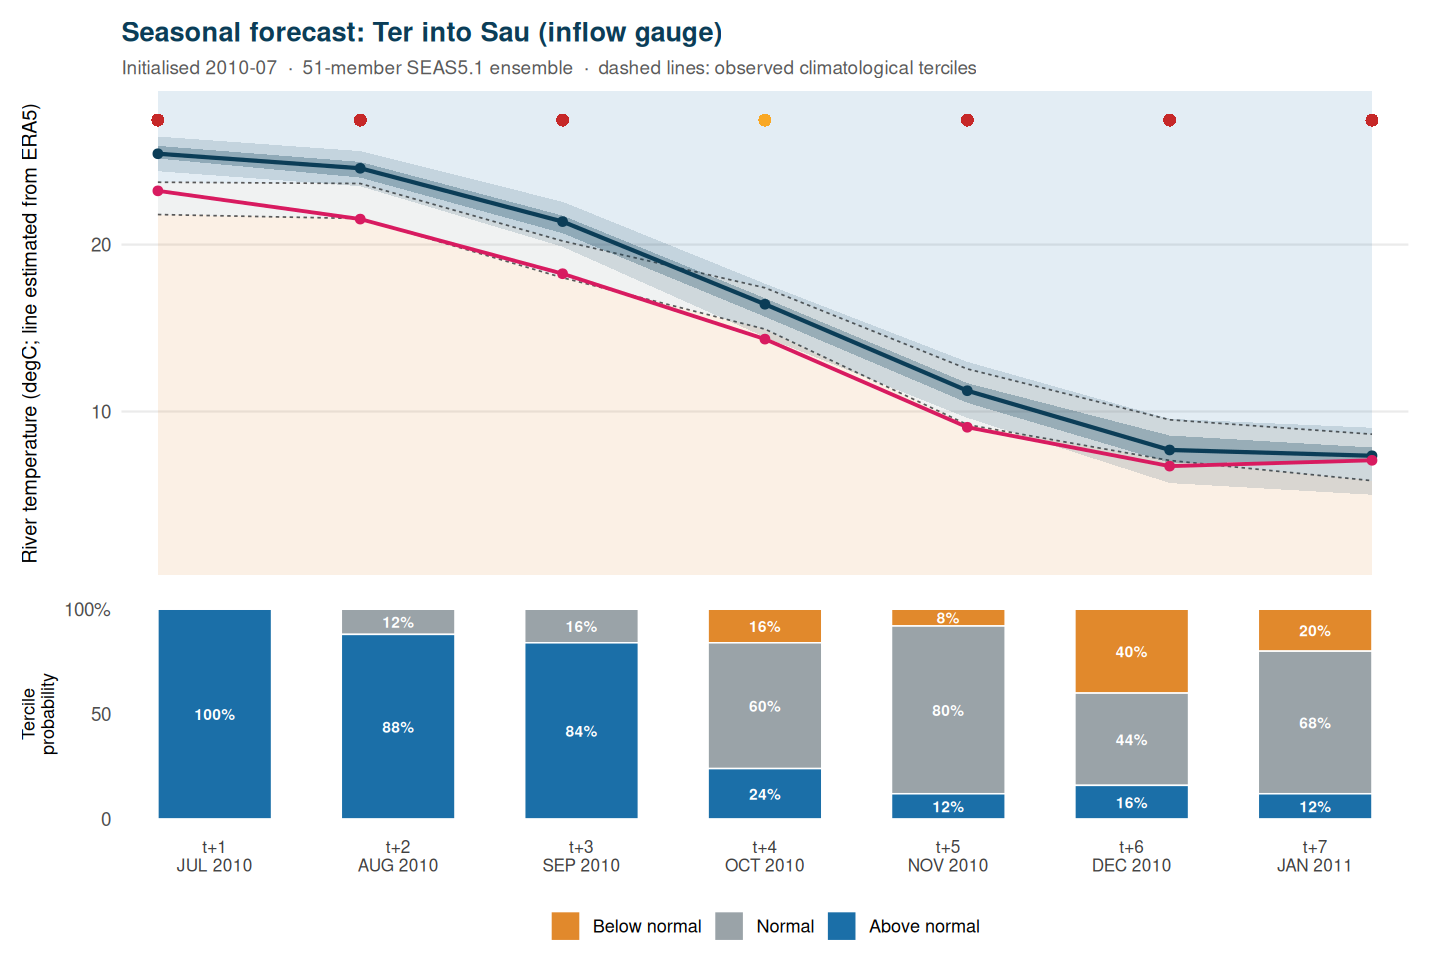 Seasonal forecast: Ter into Sau (inflow gauge)
Initialised 2010-07 · 51-member SEAS5.1 ensemble · dashed lines: observed climatological terciles
River temperature (degC; line estimated from ERA5)
20
10
Tercile
probability
100%
50
0
100%
12%
88%
16%
84%
16%
60%
24%
8%
80%
12%
40%
44%
16%
20%
68%
12%
t+1
JUL 2010
t+2
AUG 2010
t+3
SEP 2010
t+4
OCT 2010
t+5
NOV 2010
t+6
DEC 2010
t+7
JAN 2011
Below normal
Normal
Above normal